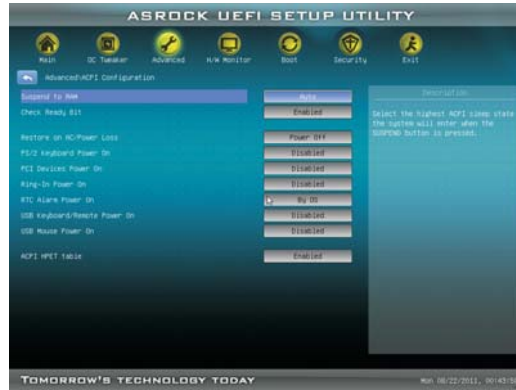 ASROCK UEFI SETUP UTILITY
Main OC Tweaker Advanced H/W Monitor Boot Security Exit
Advanced\ACPI Configuration
Suspend to RAM Auto
Check Ready Bit Enabled
Restore on AC/Power Loss Power Off
PS/2 Keyboard Power On Disabled
PCI Devices Power On Disabled
Ring-In Power On Disabled
RTC Alarm Power On By OS
USB Keyboard/Remote Power On Disabled
USB Mouse Power On Disabled
ACPI HPET table Enabled
Description
Select the highest ACPI sleep state
the system will enter when the
SUSPEND button is pressed.
TOMORROW'S TECHNOLOGY TODAY
Mon 08/22/2011,